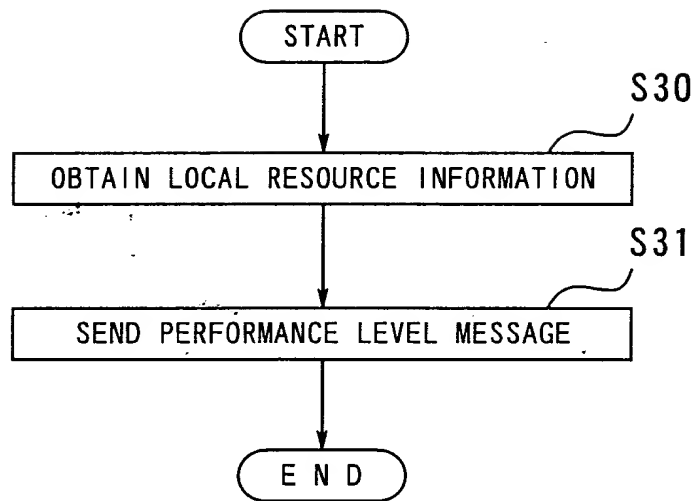 START
S30
OBTAIN LOCAL RESOURCE INFORMATION
S31
SEND PERFORMANCE LEVEL MESSAGE
END